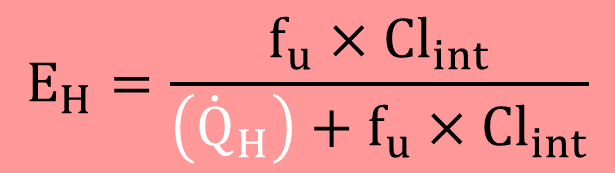 E_H = (f_u × Cl_int) / ((Q̇_H) + f_u × Cl_int)